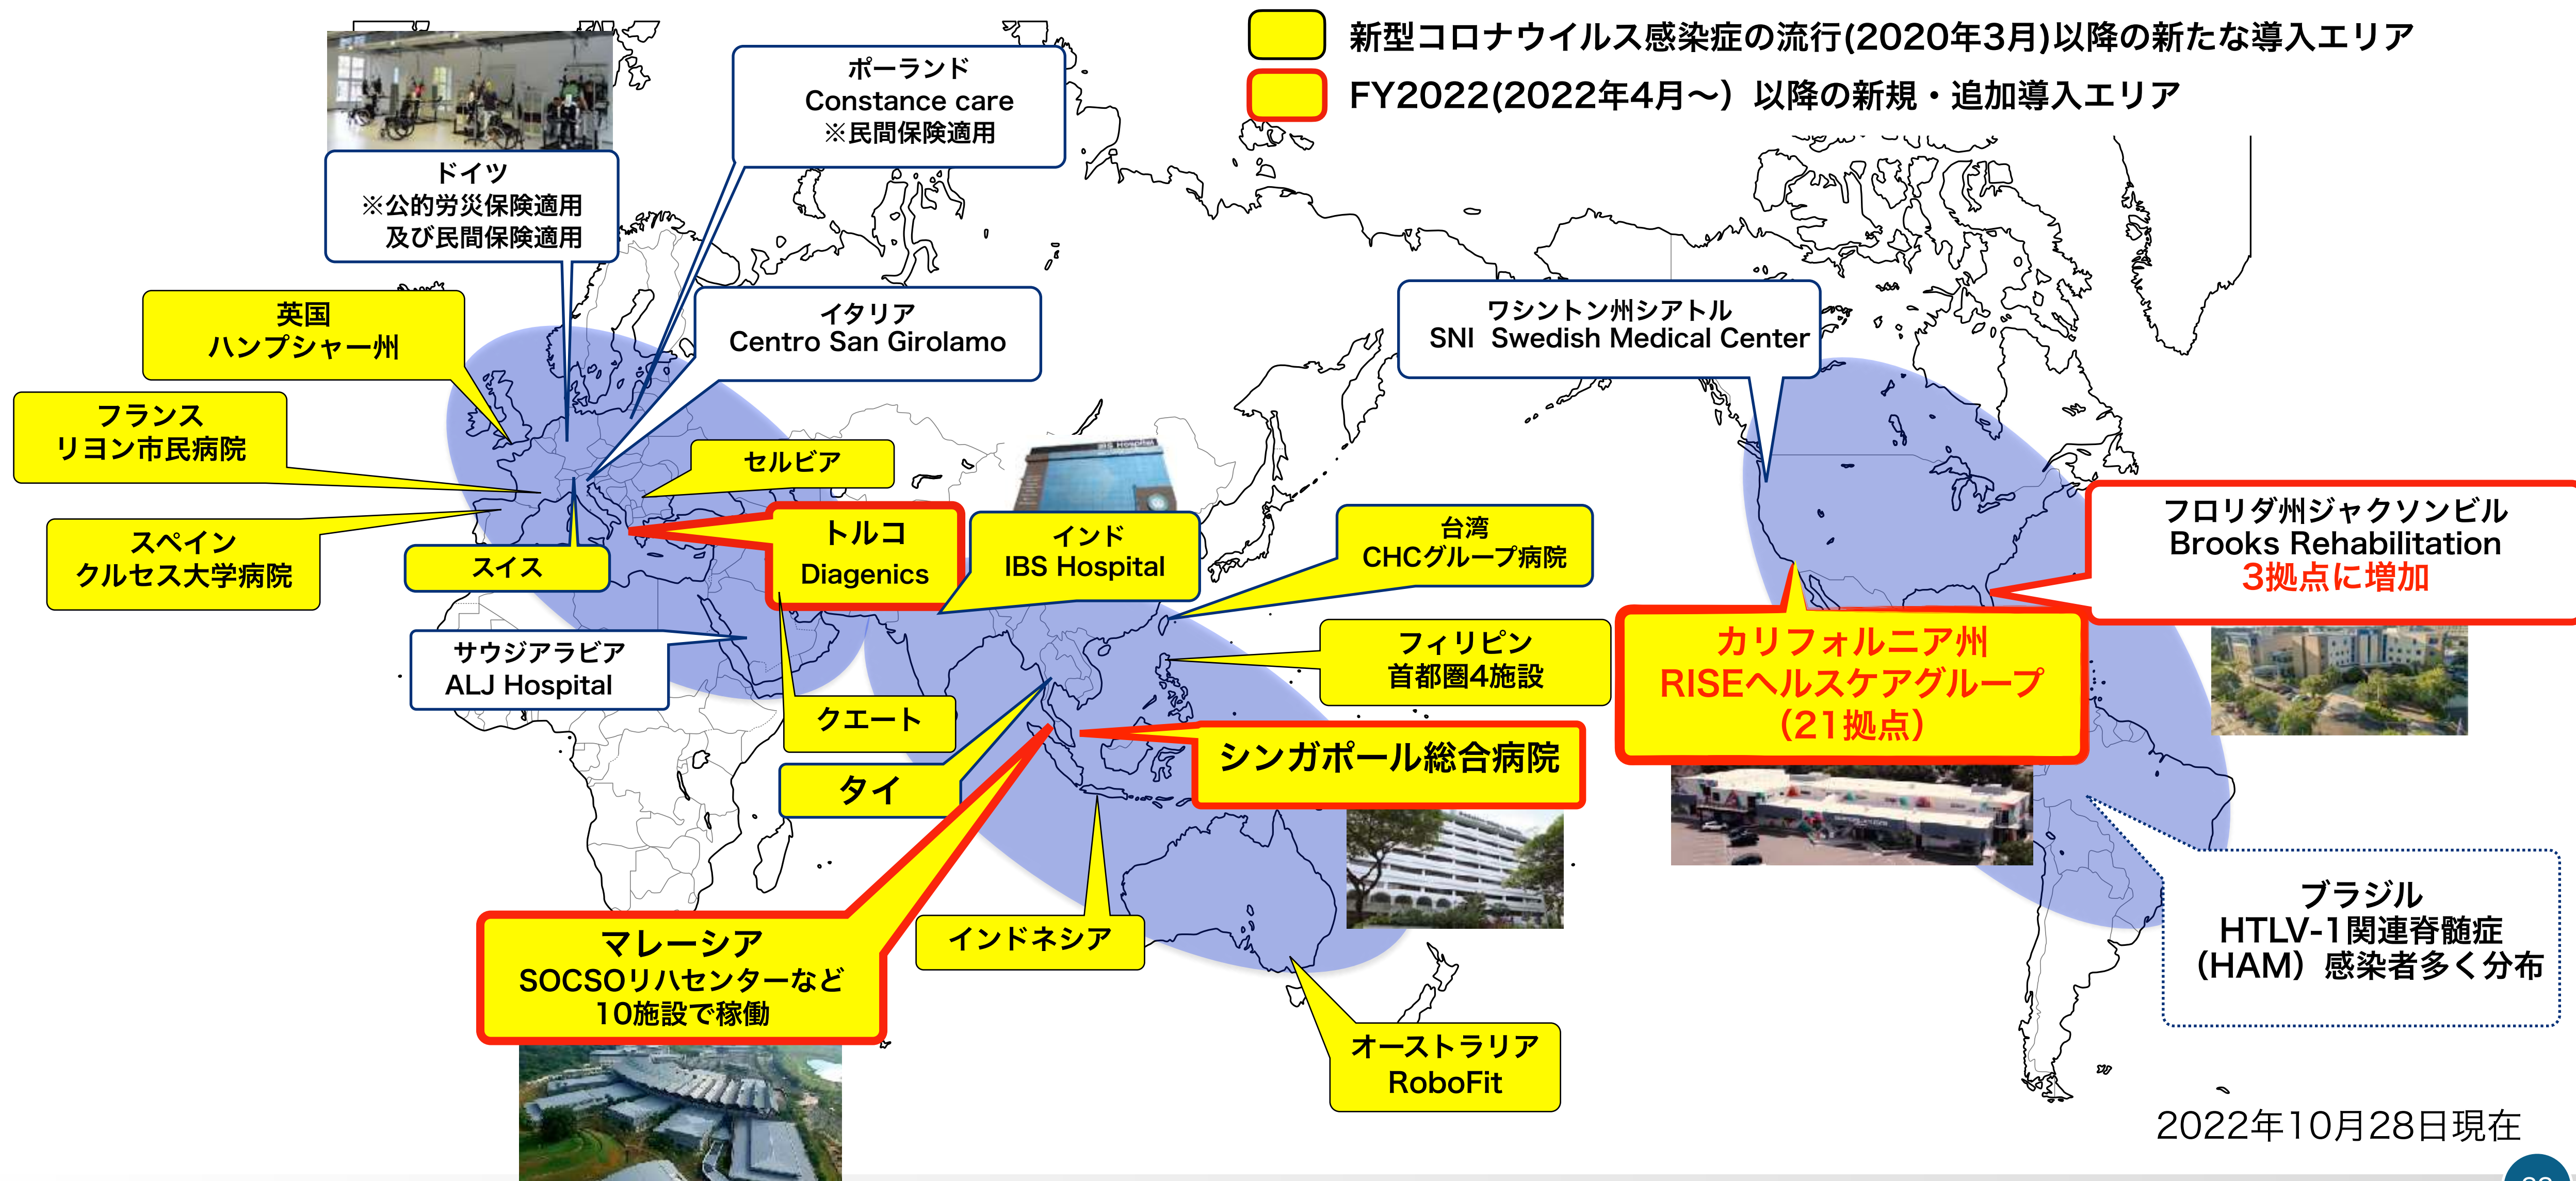 新型コロナウイルス感染症の流行(2020年3月)以降の新たな導入エリア
FY2022(2022年4月〜）以降の新規・追加導入エリア
ポーランド
Constance care
※民間保険適用
ドイツ
※公的労災保険適用
及び民間保険適用
英国
ハンプシャー州
イタリア
Centro San Girolamo
ワシントン州シアトル
SNI Swedish Medical Center
フランス
リヨン市民病院
セルビア
IBS Hospital
スペイン
クルセス大学病院
スイス
トルコ
Diagenics
インド
IBS Hospital
台湾
CHCグループ病院
フロリダ州ジャクソンビル
Brooks Rehabilitation
3拠点に増加
サウジアラビア
ALJ Hospital
フィリピン
首都圏4施設
カリフォルニア州
RISEヘルスケアグループ
（21拠点）
クエート
タイ
シンガポール総合病院
マレーシア
SOCSOリハセンターなど
10施設で稼働
インドネシア
ブラジル
HTLV-1関連脊髄症
（HAM）感染者多く分布
オーストラリア
RoboFit
2022年10月28日現在